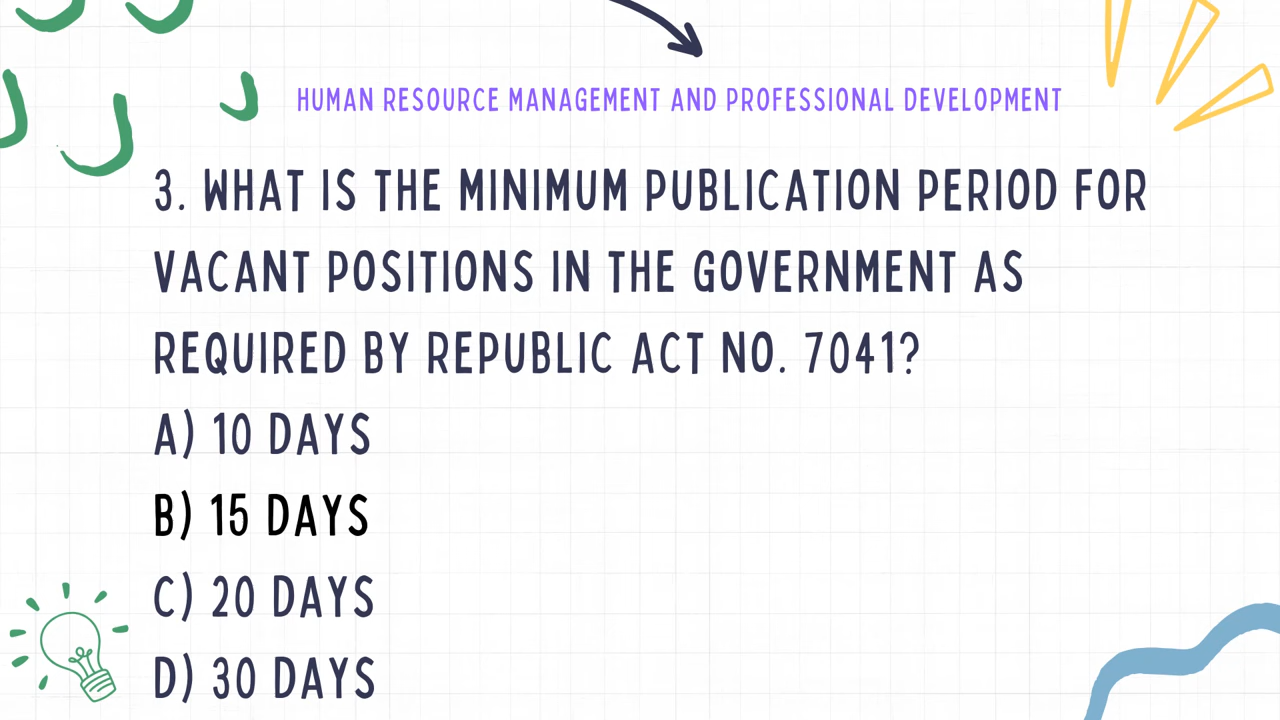 HUMAN RESOURCE MANAGEMENT AND PROFESSIONAL DEVELOPMENT
3. WHAT IS THE MINIMUM PUBLICATION PERIOD FOR
VACANT POSITIONS IN THE GOVERNMENT AS
REQUIRED BY REPUBLIC ACT NO. 7041?
A) 10 DAYS
B) 15 DAYS
C) 20 DAYS
D) 30 DAYS